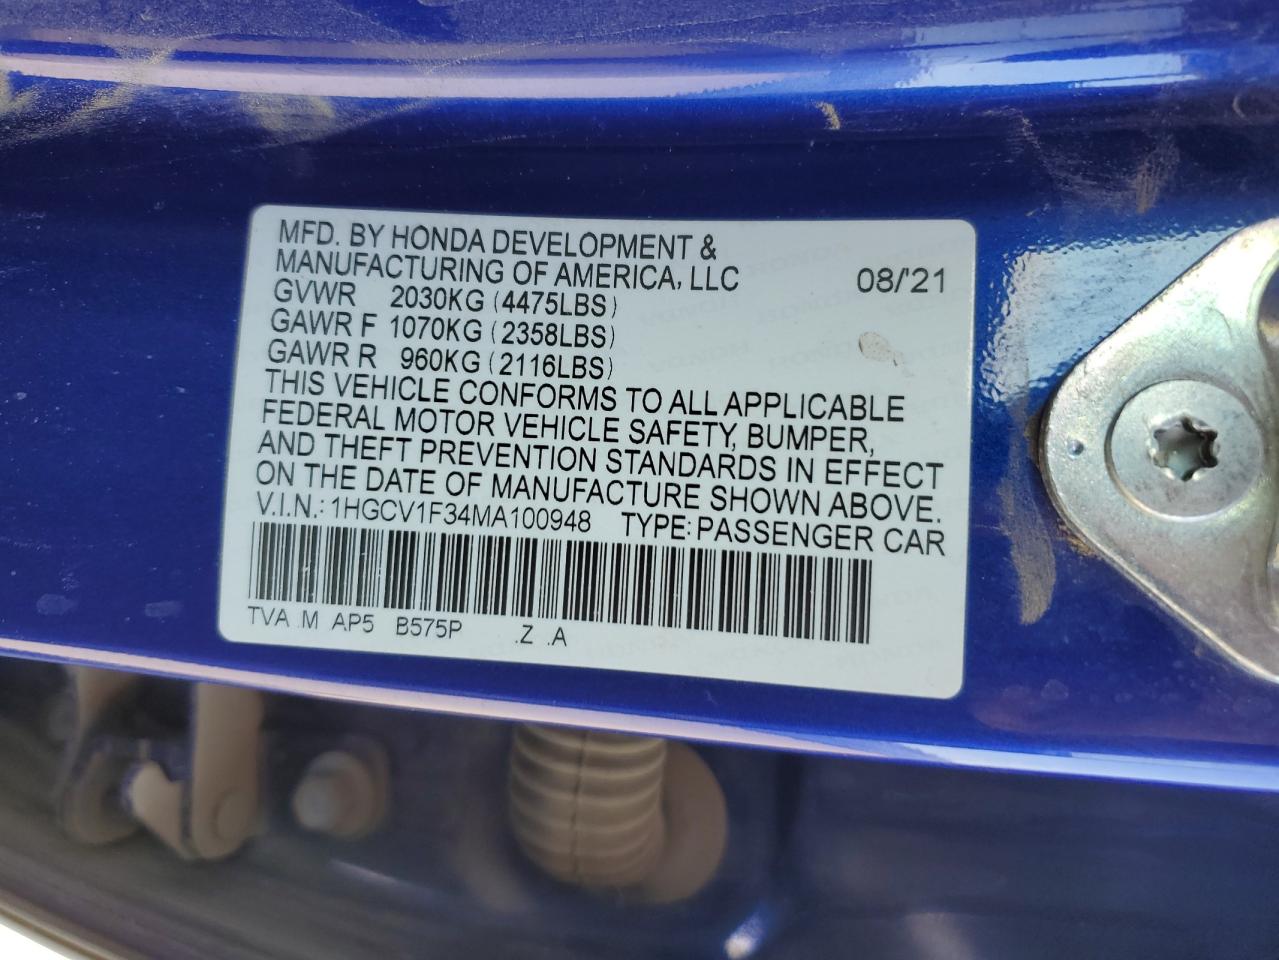 MFD. BY HONDA DEVELOPMENT &
MANUFACTURING OF AMERICA, LLC 08/'21
GVWR 2030KG (4475LBS)
GAWR F 1070KG (2358LBS)
GAWR R 960KG (2116LBS)
THIS VEHICLE CONFORMS TO ALL APPLICABLE
FEDERAL MOTOR VEHICLE SAFETY, BUMPER,
AND THEFT PREVENTION STANDARDS IN EFFECT
ON THE DATE OF MANUFACTURE SHOWN ABOVE.
V.I.N.: 1HGCV1F34MA100948 TYPE: PASSENGER CAR
TVA .M AP5 B575P .Z .A